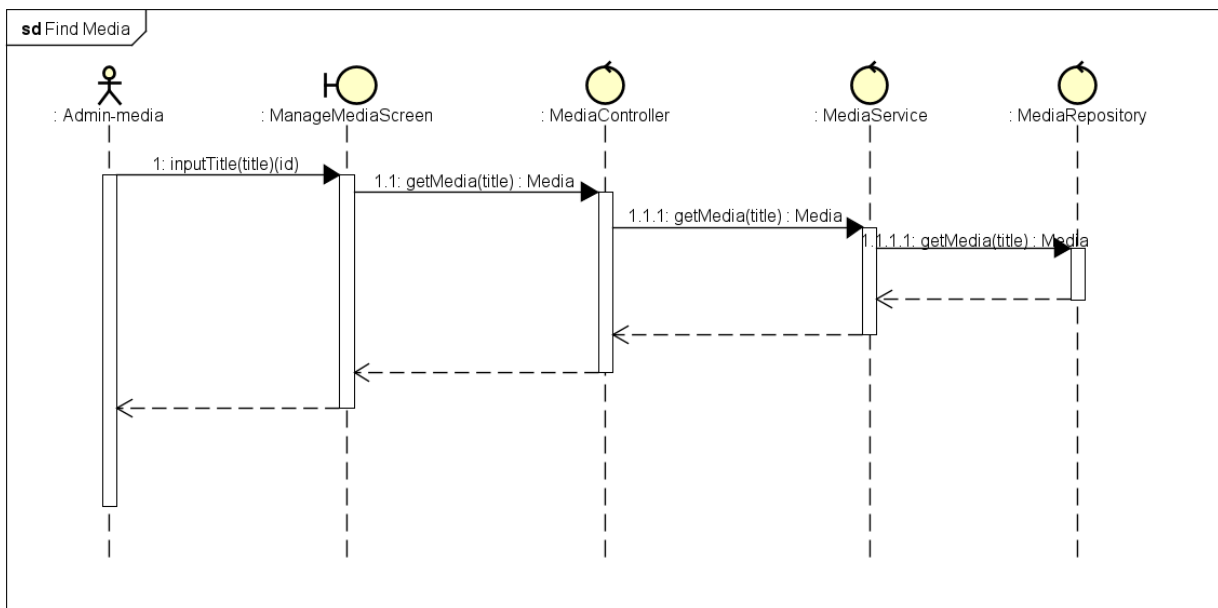 sd Find Media
: Admin-media
: ManageMediaScreen
: MediaController
: MediaService
: MediaRepository
1: inputTitle(title)(id)
1.1: getMedia(title) : Media
1.1.1: getMedia(title) : Media
1.1.1.1: getMedia(title) : Media